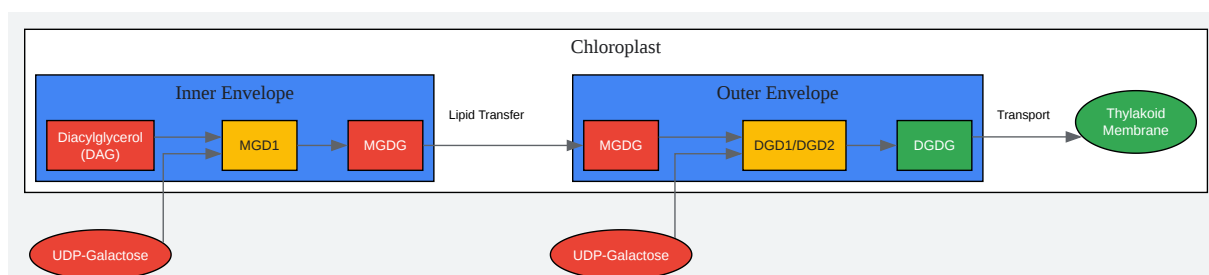 Chloroplast
Inner Envelope
Diacylglycerol
(DAG)
MGD1
MGDG
Lipid Transfer
Outer Envelope
MGDG
DGD1/DGD2
DGDG
Transport
Thylakoid
Membrane
UDP-Galactose
UDP-Galactose